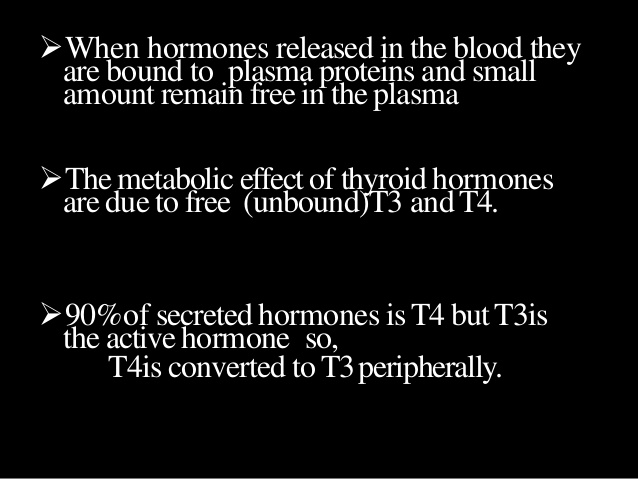 ➢When hormones released in the blood they
are bound to plasma proteins and small
amount remain free in the plasma
➢The metabolic effect of thyroid hormones
are due to free (unbound)T3 and T4.
➢90%of secreted hormones is T4 but T3is
the active hormone so,
T4is converted to T3peripherally.